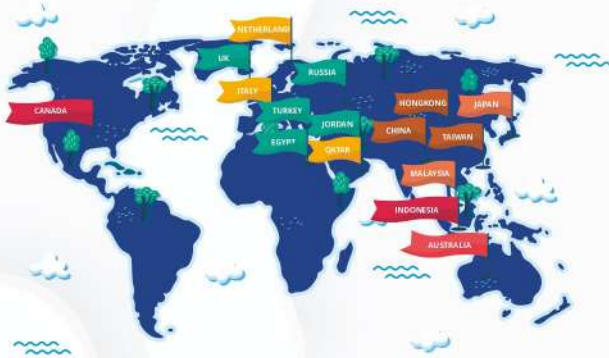 NETHERLAND
UK
RUSSIA
ITALY
CANADA
TURKEY
HONGKONG
JAPAN
JORDAN
CHINA
TAIWAN
EGYPT
QATAR
MALAYSIA
INDONESIA
AUSTRALIA